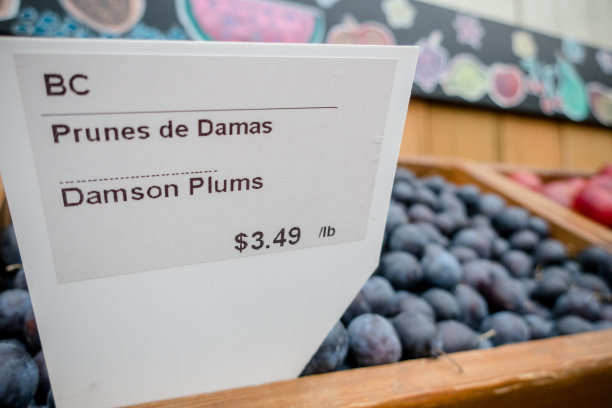 BC
Prunes de Damas
Damson Plums
$3.49 /lb